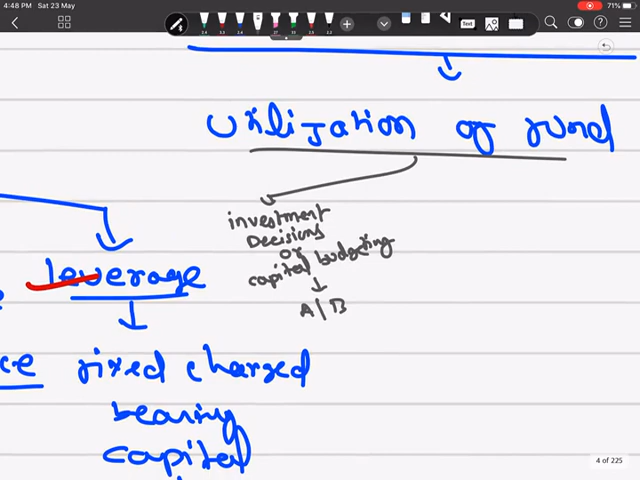 4:48 PM Sat 23 May
71%
Text
Utilization of fund
investment
Decisions
or
capital budgeting
A/B
leverage
fixed charged
bearing
capital
4 of 225